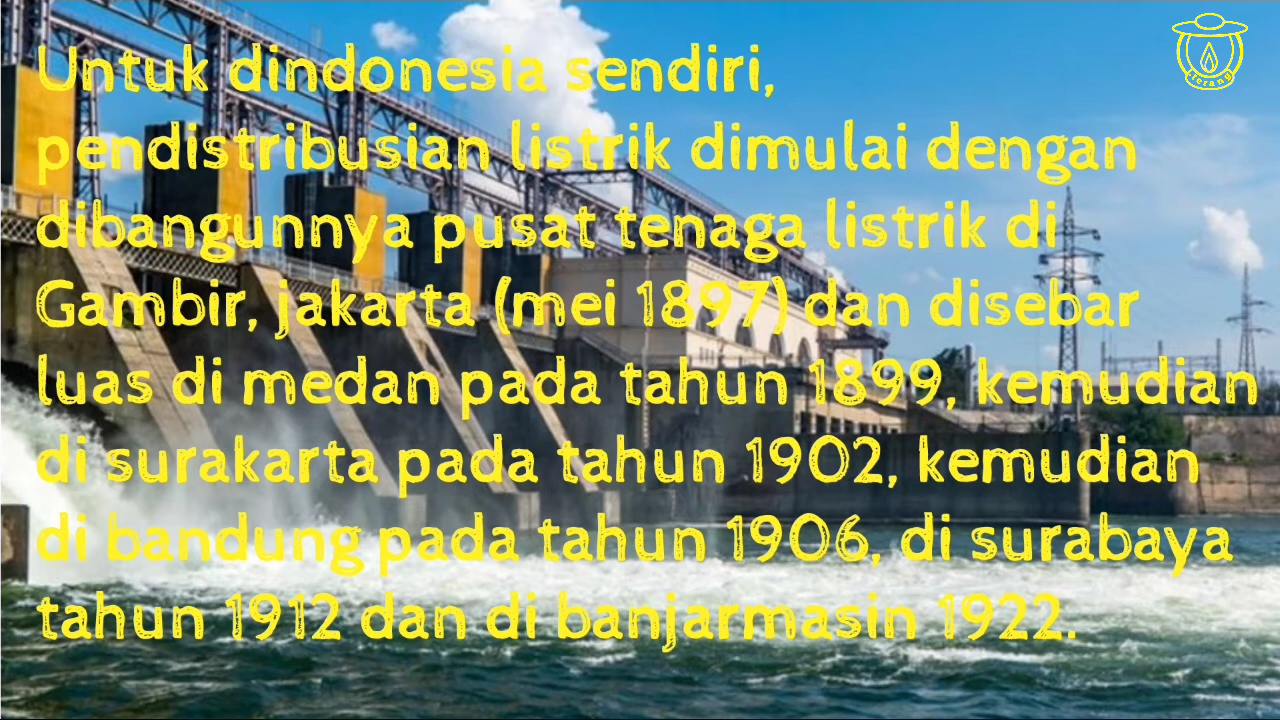 Untuk dindonesia sendiri,
pendistribusian listrik dimulai dengan
dibangunnya pusat tenaga listrik di
Gambir, jakarta (mei 1897) dan disebar
luas di medan pada tahun 1899, kemudian
di surakarta pada tahun 1902, kemudian
di bandung pada tahun 1906, di surabaya
tahun 1912 dan di banjarmasin 1922.